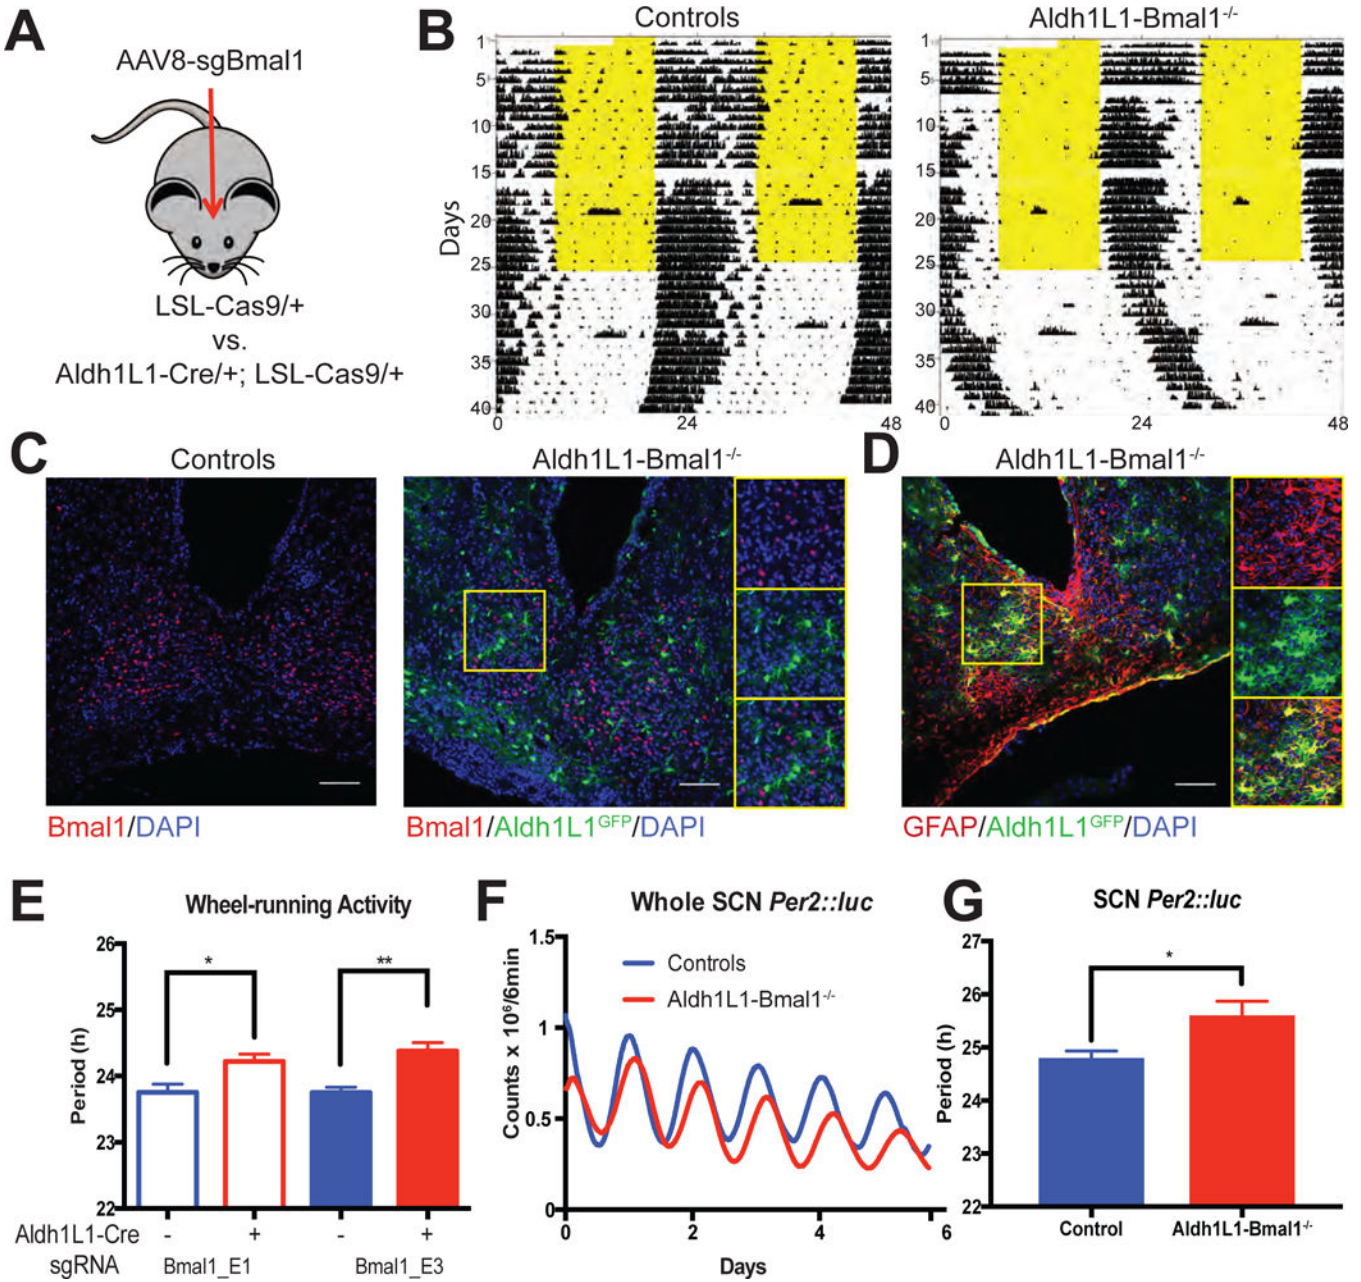 A
AAV8-sgBmal1
LSL-Cas9/+
vs.
Aldh1L1-Cre/+; LSL-Cas9/+
B
Controls
Aldh1L1-Bmal1-/-
Days
1
5
10
15
20
25
30
35
40
0
24
48
1
5
10
15
20
25
30
35
40
0
24
48
C
Controls
Aldh1L1-Bmal1-/-
Bmal1/DAPI
Bmal1/Aldh1L1GFP/DAPI
D
Aldh1L1-Bmal1-/-
GFAP/Aldh1L1GFP/DAPI
E
Wheel-running Activity
Period (h)
26
25
24
23
22
*
**
Aldh1L1-Cre - + - +
sgRNA Bmal1_E1 Bmal1_E3
F
Whole SCN Per2::luc
Counts x 10⁶/6min
1.5
1
0.5
0
Controls
Aldh1L1-Bmal1-/-
0 2 4 6
Days
G
SCN Per2::luc
Period (h)
27
26
25
24
23
22
*
Control Aldh1L1-Bmal1-/-